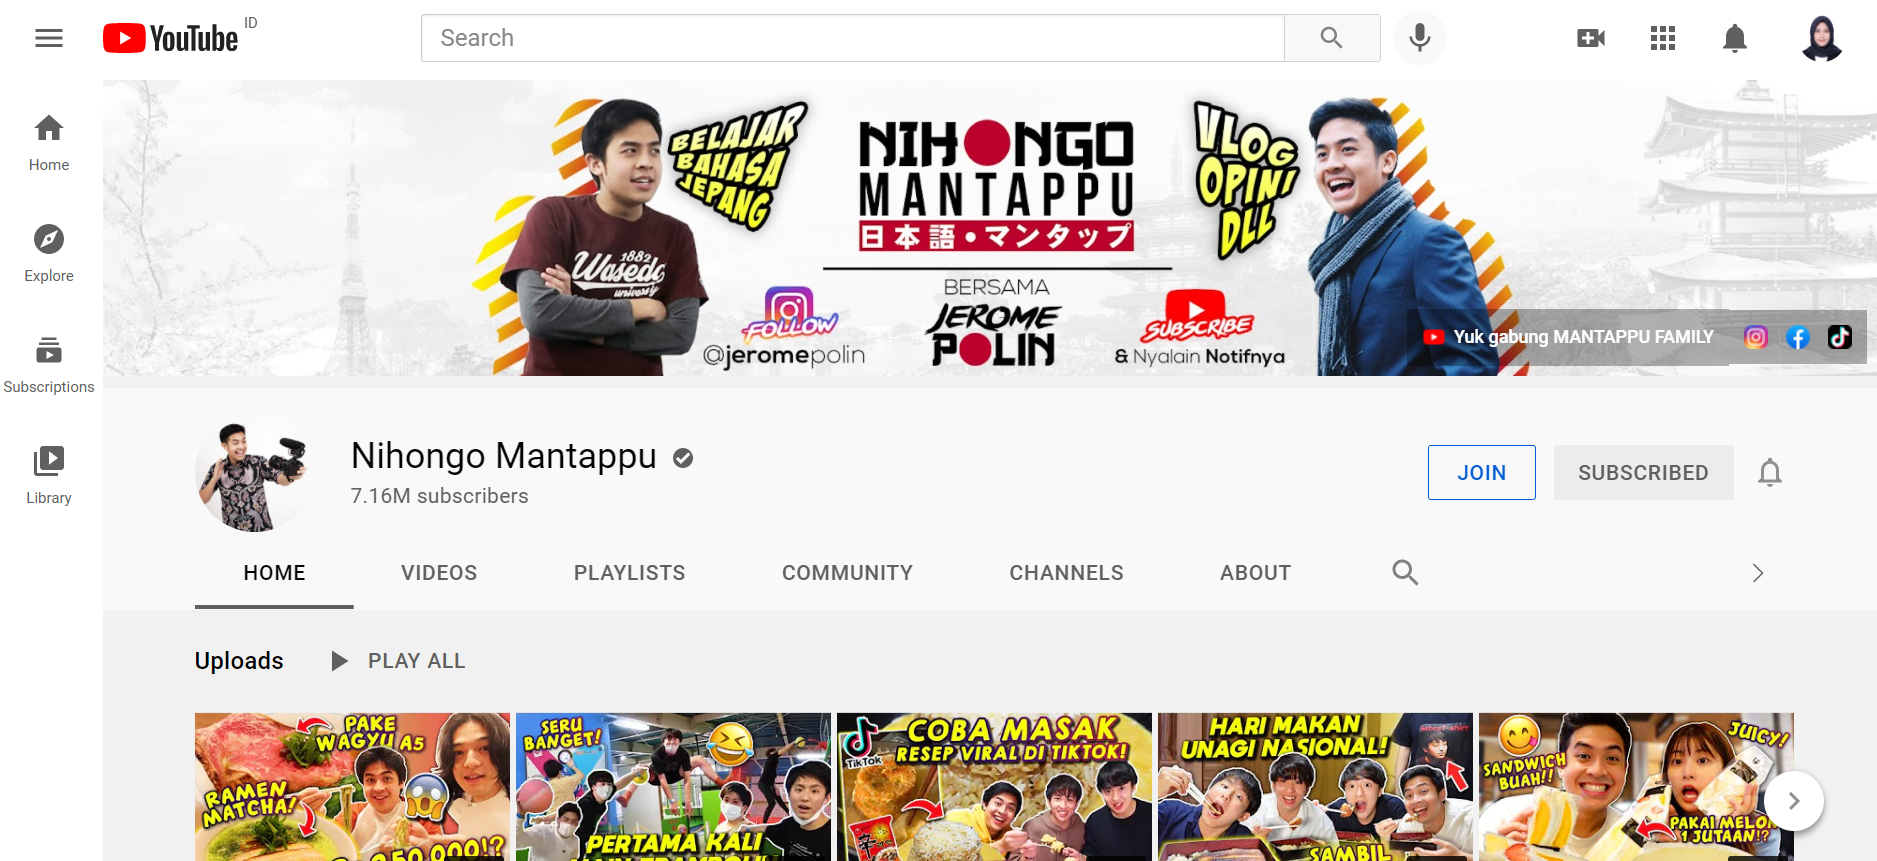 YouTube ID
Search
Home
Explore
Subscriptions
Library
BELAJAR
BAHASA
JEPANG
NIHONGO
MANTAPPU
日本語・マンタップ
BERSAMA
JEROME
POLIN
VLOG
OPINI
DLL
1882
Waseda
university
FOLLOW
@jeromepolin
SUBSCRIBE
& Nyalain Notifnya
Yuk gabung MANTAPPU FAMILY
Nihongo Mantappu
7.16M subscribers
JOIN
SUBSCRIBED
HOME
VIDEOS
PLAYLISTS
COMMUNITY
CHANNELS
ABOUT
Uploads
PLAY ALL
PAKE
WAGYU A5
RAMEN
MATCHA!
SERU
BANGET!
PERTAMA KALI
TikTok
COBA MASAK
RESEP VIRAL DI TIKTOK!
HARI MAKAN
UNAGI NASIONAL!
SAMBIL
SANDWICH
BUAH!!
JUICY!
PAKAI MELON
1 JUTAAN!?